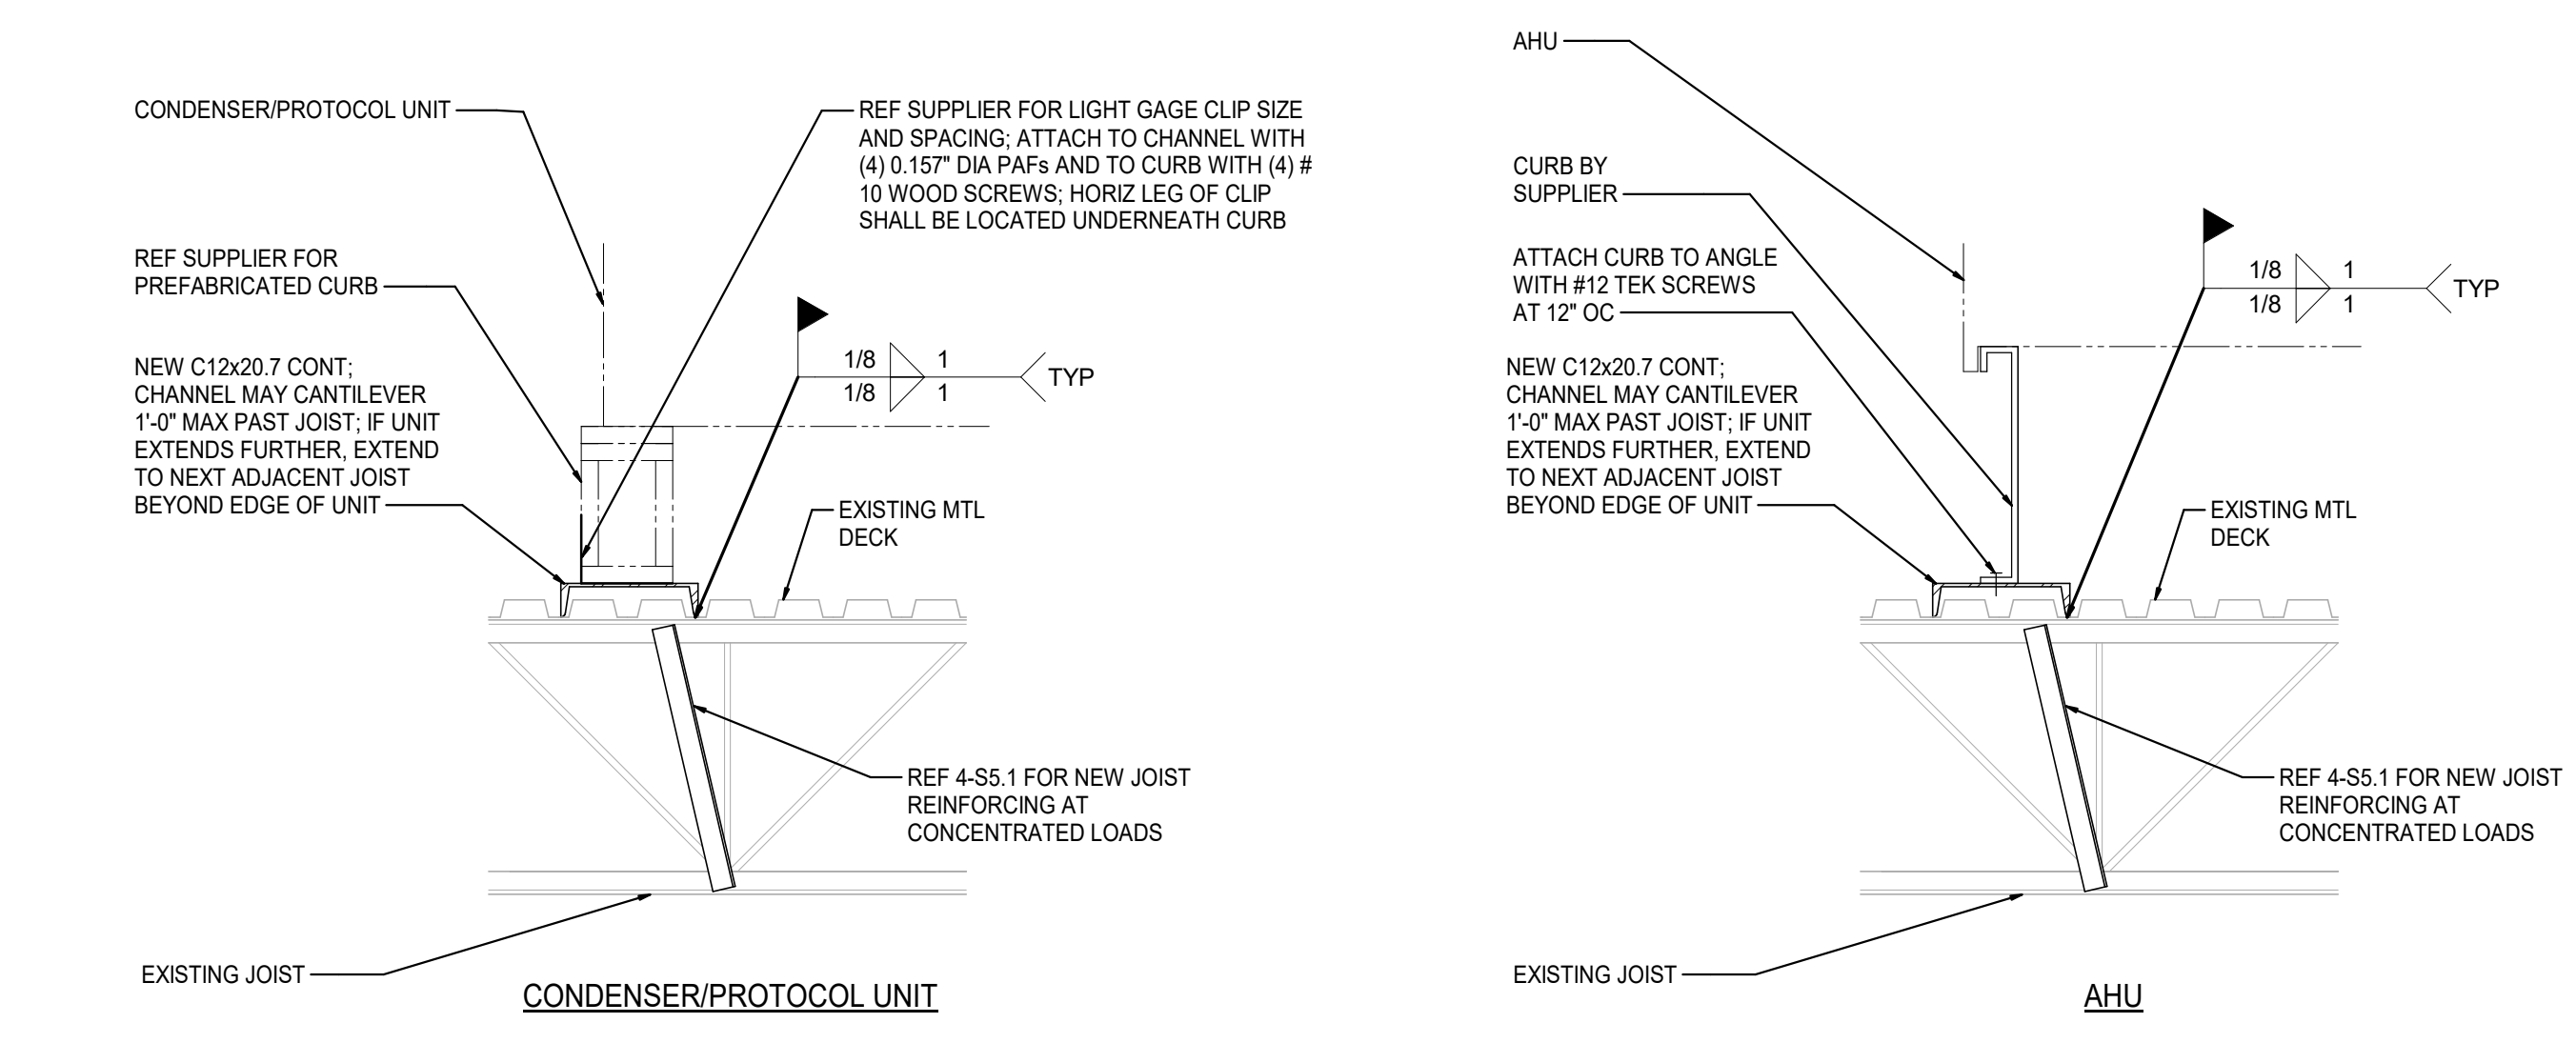 CONDENSER/PROTOCOL UNIT
REF SUPPLIER FOR LIGHT GAGE CLIP SIZE
AND SPACING; ATTACH TO CHANNEL WITH
(4) 0.157" DIA PAFs AND TO CURB WITH (4) #
10 WOOD SCREWS; HORIZ LEG OF CLIP
SHALL BE LOCATED UNDERNEATH CURB
REF SUPPLIER FOR
PREFABRICATED CURB
NEW C12x20.7 CONT;
CHANNEL MAY CANTILEVER
1'-0" MAX PAST JOIST; IF UNIT
EXTENDS FURTHER, EXTEND
TO NEXT ADJACENT JOIST
BEYOND EDGE OF UNIT
1/8 1
1/8 1
TYP
EXISTING MTL
DECK
REF 4-S5.1 FOR NEW JOIST
REINFORCING AT
CONCENTRATED LOADS
EXISTING JOIST
CONDENSER/PROTOCOL UNIT
AHU
CURB BY
SUPPLIER
ATTACH CURB TO ANGLE
WITH #12 TEK SCREWS
AT 12" OC
NEW C12x20.7 CONT;
CHANNEL MAY CANTILEVER
1'-0" MAX PAST JOIST; IF UNIT
EXTENDS FURTHER, EXTEND
TO NEXT ADJACENT JOIST
BEYOND EDGE OF UNIT
1/8 1
1/8 1
TYP
EXISTING MTL
DECK
REF 4-S5.1 FOR NEW JOIST
REINFORCING AT
CONCENTRATED LOADS
EXISTING JOIST
AHU